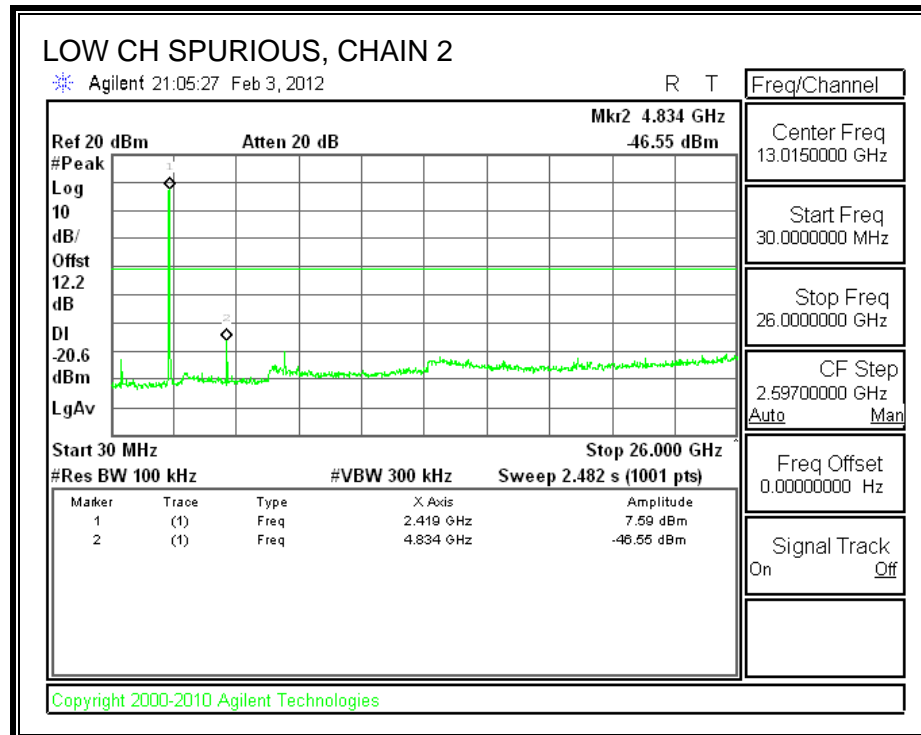 LOW CH SPURIOUS, CHAIN 2
Agilent 21:05:27 Feb 3, 2012 R T
Freq/Channel
Mkr2 4.834 GHz
Ref 20 dBm Atten 20 dB -46.55 dBm
#Peak
Log
10
dB/
Offst
12.2
dB
DI
-20.6
dBm
LgAv
1
2
Start 30 MHz Stop 26.000 GHz
#Res BW 100 kHz #VBW 300 kHz Sweep 2.482 s (1001 pts)
Marker Trace Type X Axis Amplitude
1 (1) Freq 2.419 GHz 7.59 dBm
2 (1) Freq 4.834 GHz -46.55 dBm
Center Freq
13.0150000 GHz
Start Freq
30.0000000 MHz
Stop Freq
26.0000000 GHz
CF Step
2.59700000 GHz
Auto Man
Freq Offset
0.00000000 Hz
Signal Track
On Off
Copyright 2000-2010 Agilent Technologies